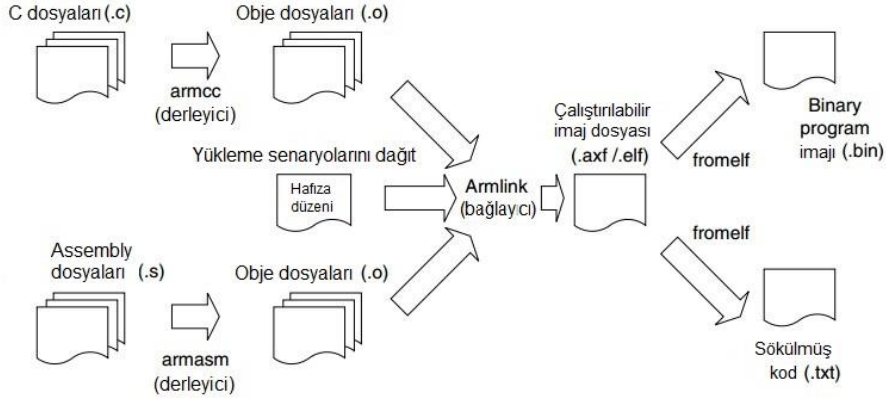 C dosyaları (.c)
Obje dosyaları (.o)
armcc
(derleyici)
Yükleme senaryolarını dağıt
Hafıza
düzeni
Armlink
(bağlayıcı)
Çalıştırılabilir
imaj dosyası
(.axf /.elf)
fromelf
Binary
program
imajı (.bin)
Assembly
dosyaları (.s)
Obje dosyaları (.o)
armasm
(derleyici)
fromelf
Sökülmüş
kod (.txt)